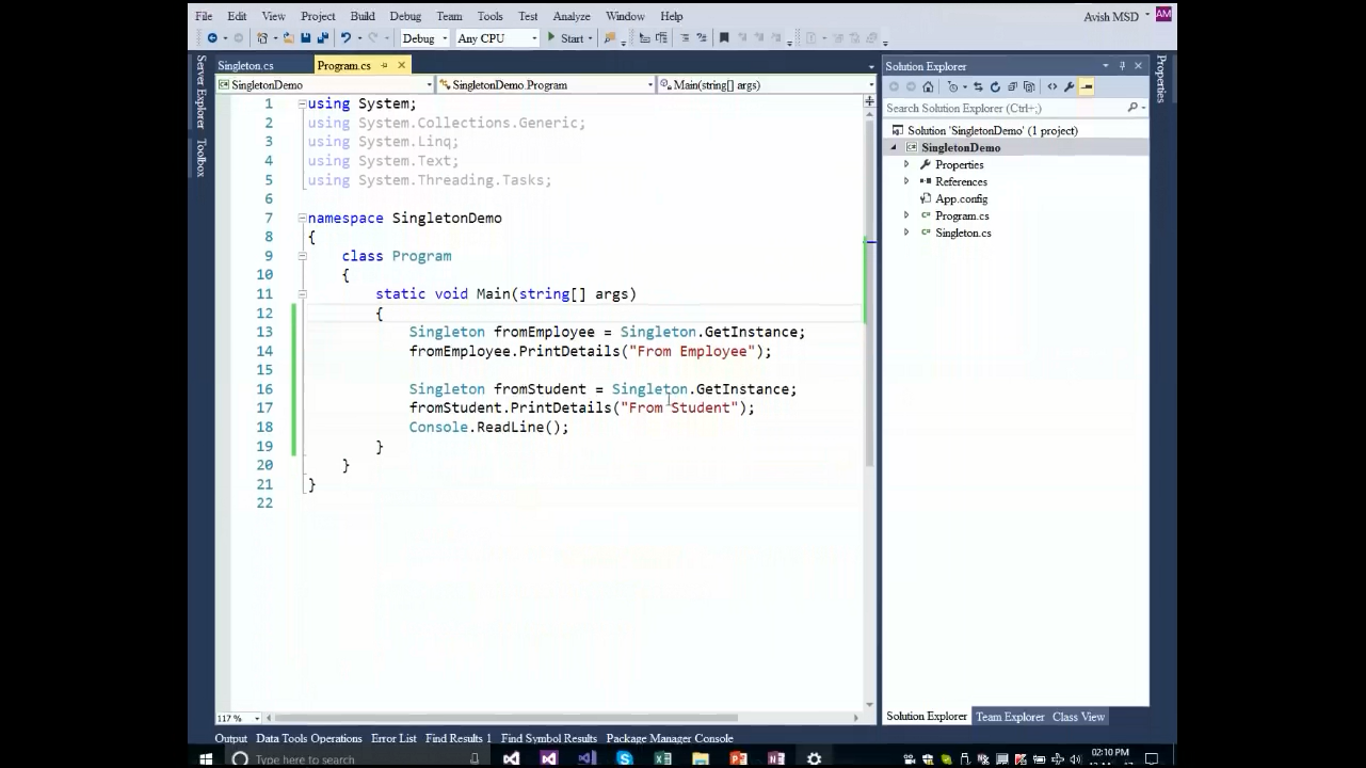 File Edit View Project Build Debug Team Tools Test Analyze Window Help
Avish MSD AM
Debug Any CPU Start
Server Explorer
Toolbox
Singleton.cs Program.cs
SingletonDemo SingletonDemo.Program Main(string[] args)
1 using System;
2 using System.Collections.Generic;
3 using System.Linq;
4 using System.Text;
5 using System.Threading.Tasks;
6
7 namespace SingletonDemo
8 {
9 class Program
10 {
11 static void Main(string[] args)
12 {
13 Singleton fromEmployee = Singleton.GetInstance;
14 fromEmployee.PrintDetails("From Employee");
15
16 Singleton fromStudent = Singleton.GetInstance;
17 fromStudent.PrintDetails("From Student");
18 Console.ReadLine();
19 }
20 }
21 }
22
117 %
Solution Explorer
Search Solution Explorer (Ctrl+;)
Solution 'SingletonDemo' (1 project)
SingletonDemo
Properties
References
App.config
C# Program.cs
C# Singleton.cs
Solution Explorer Team Explorer Class View
Properties
Output Data Tools Operations Error List Find Results 1 Find Symbol Results Package Manager Console
Type here to search
02:10 PM